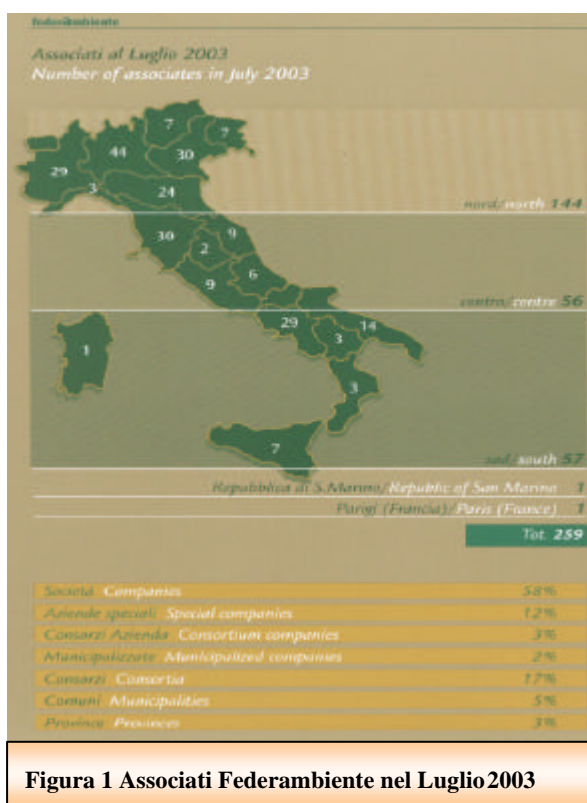 federambiente
Associati al Luglio 2003
Number of associates in July 2003
7
7
44
30
29
3
24
nord/north 144
30
9
2
6
9
centro/centre 56
29
14
3
1
3
7
sud/south 57
Repubblica di S.Marino/Republic of San Marino 1
Parigi (Francia)/Paris (France) 1
Tot. 259
Società Companies 58%
Aziende speciali Special companies 12%
Consorzi Azienda Consortium companies 3%
Municipalizzate Municipalized companies 2%
Consorzi Consortia 17%
Comuni Municipalities 5%
Province Provinces 3%
Figura 1 Associati Federambiente nel Luglio 2003